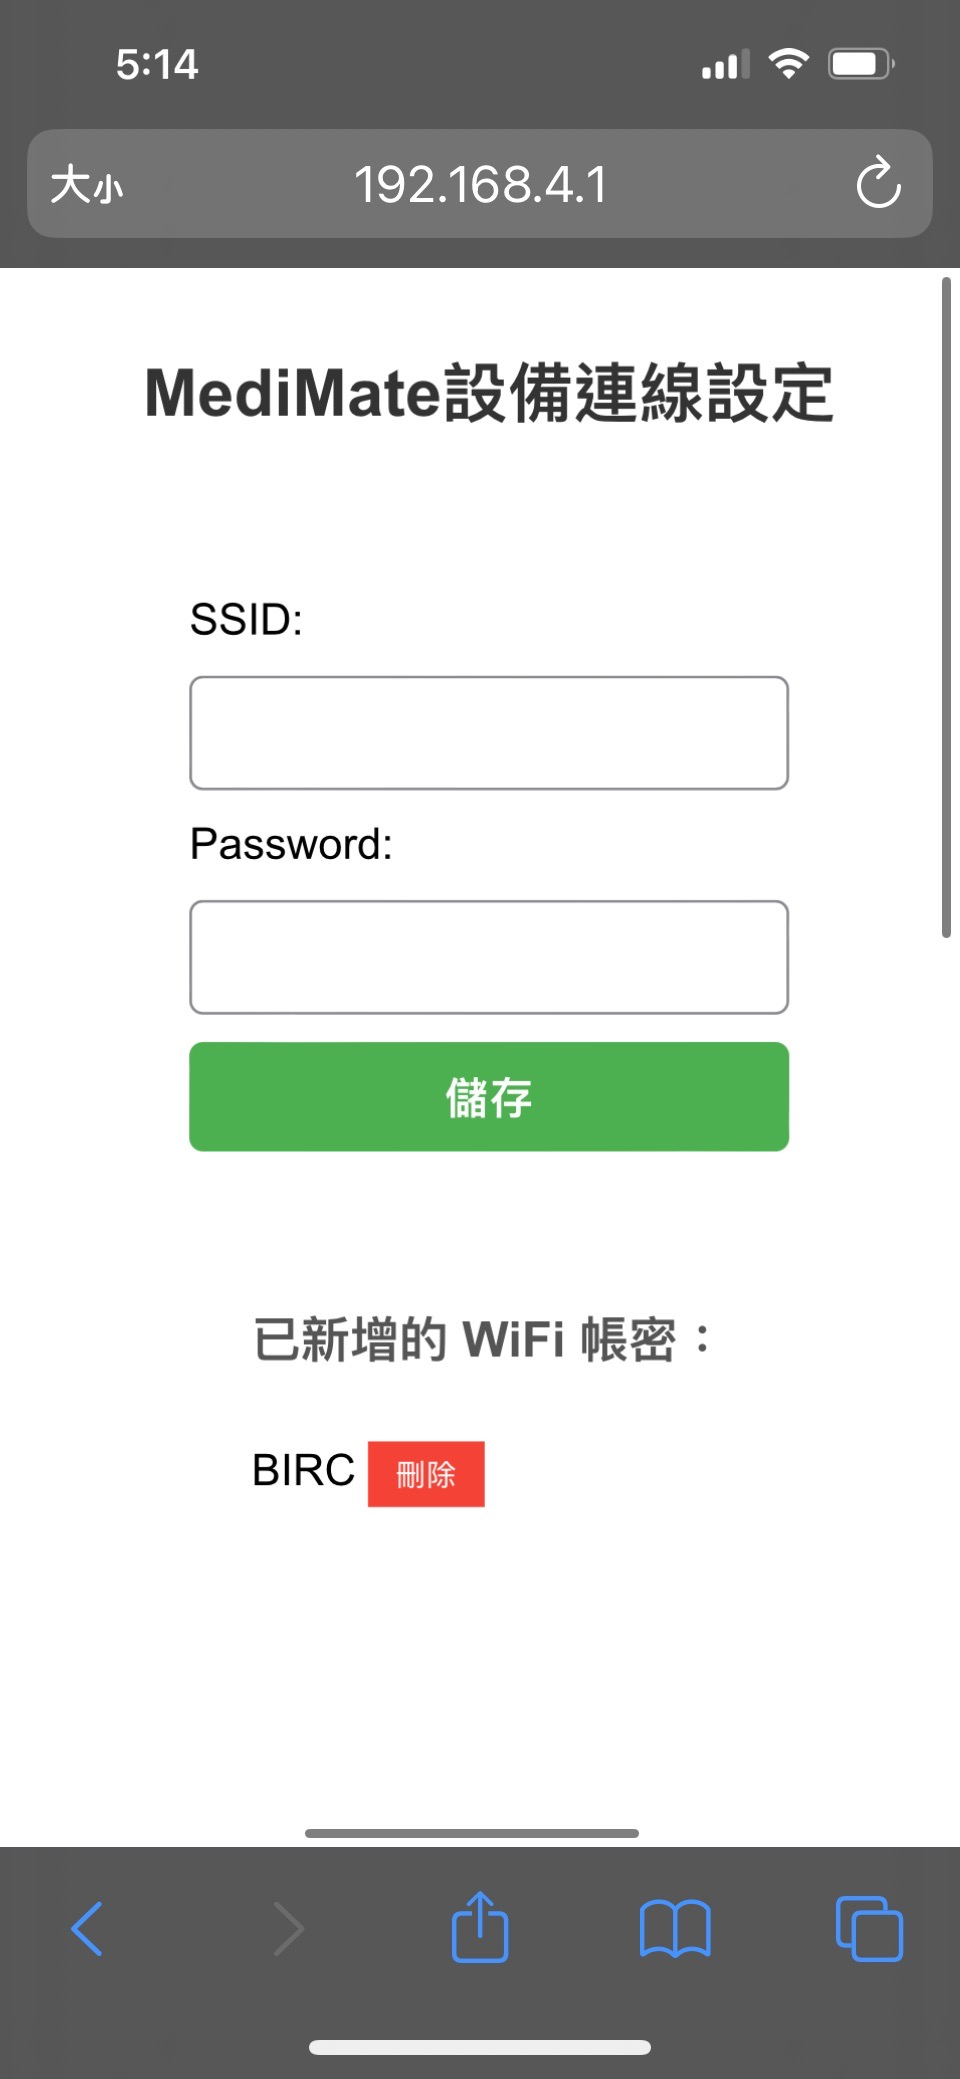 5:14
大小 192.168.4.1
MediMate設備連線設定
SSID:
Password:
儲存
已新增的 WiFi 帳密：
BIRC 刪除